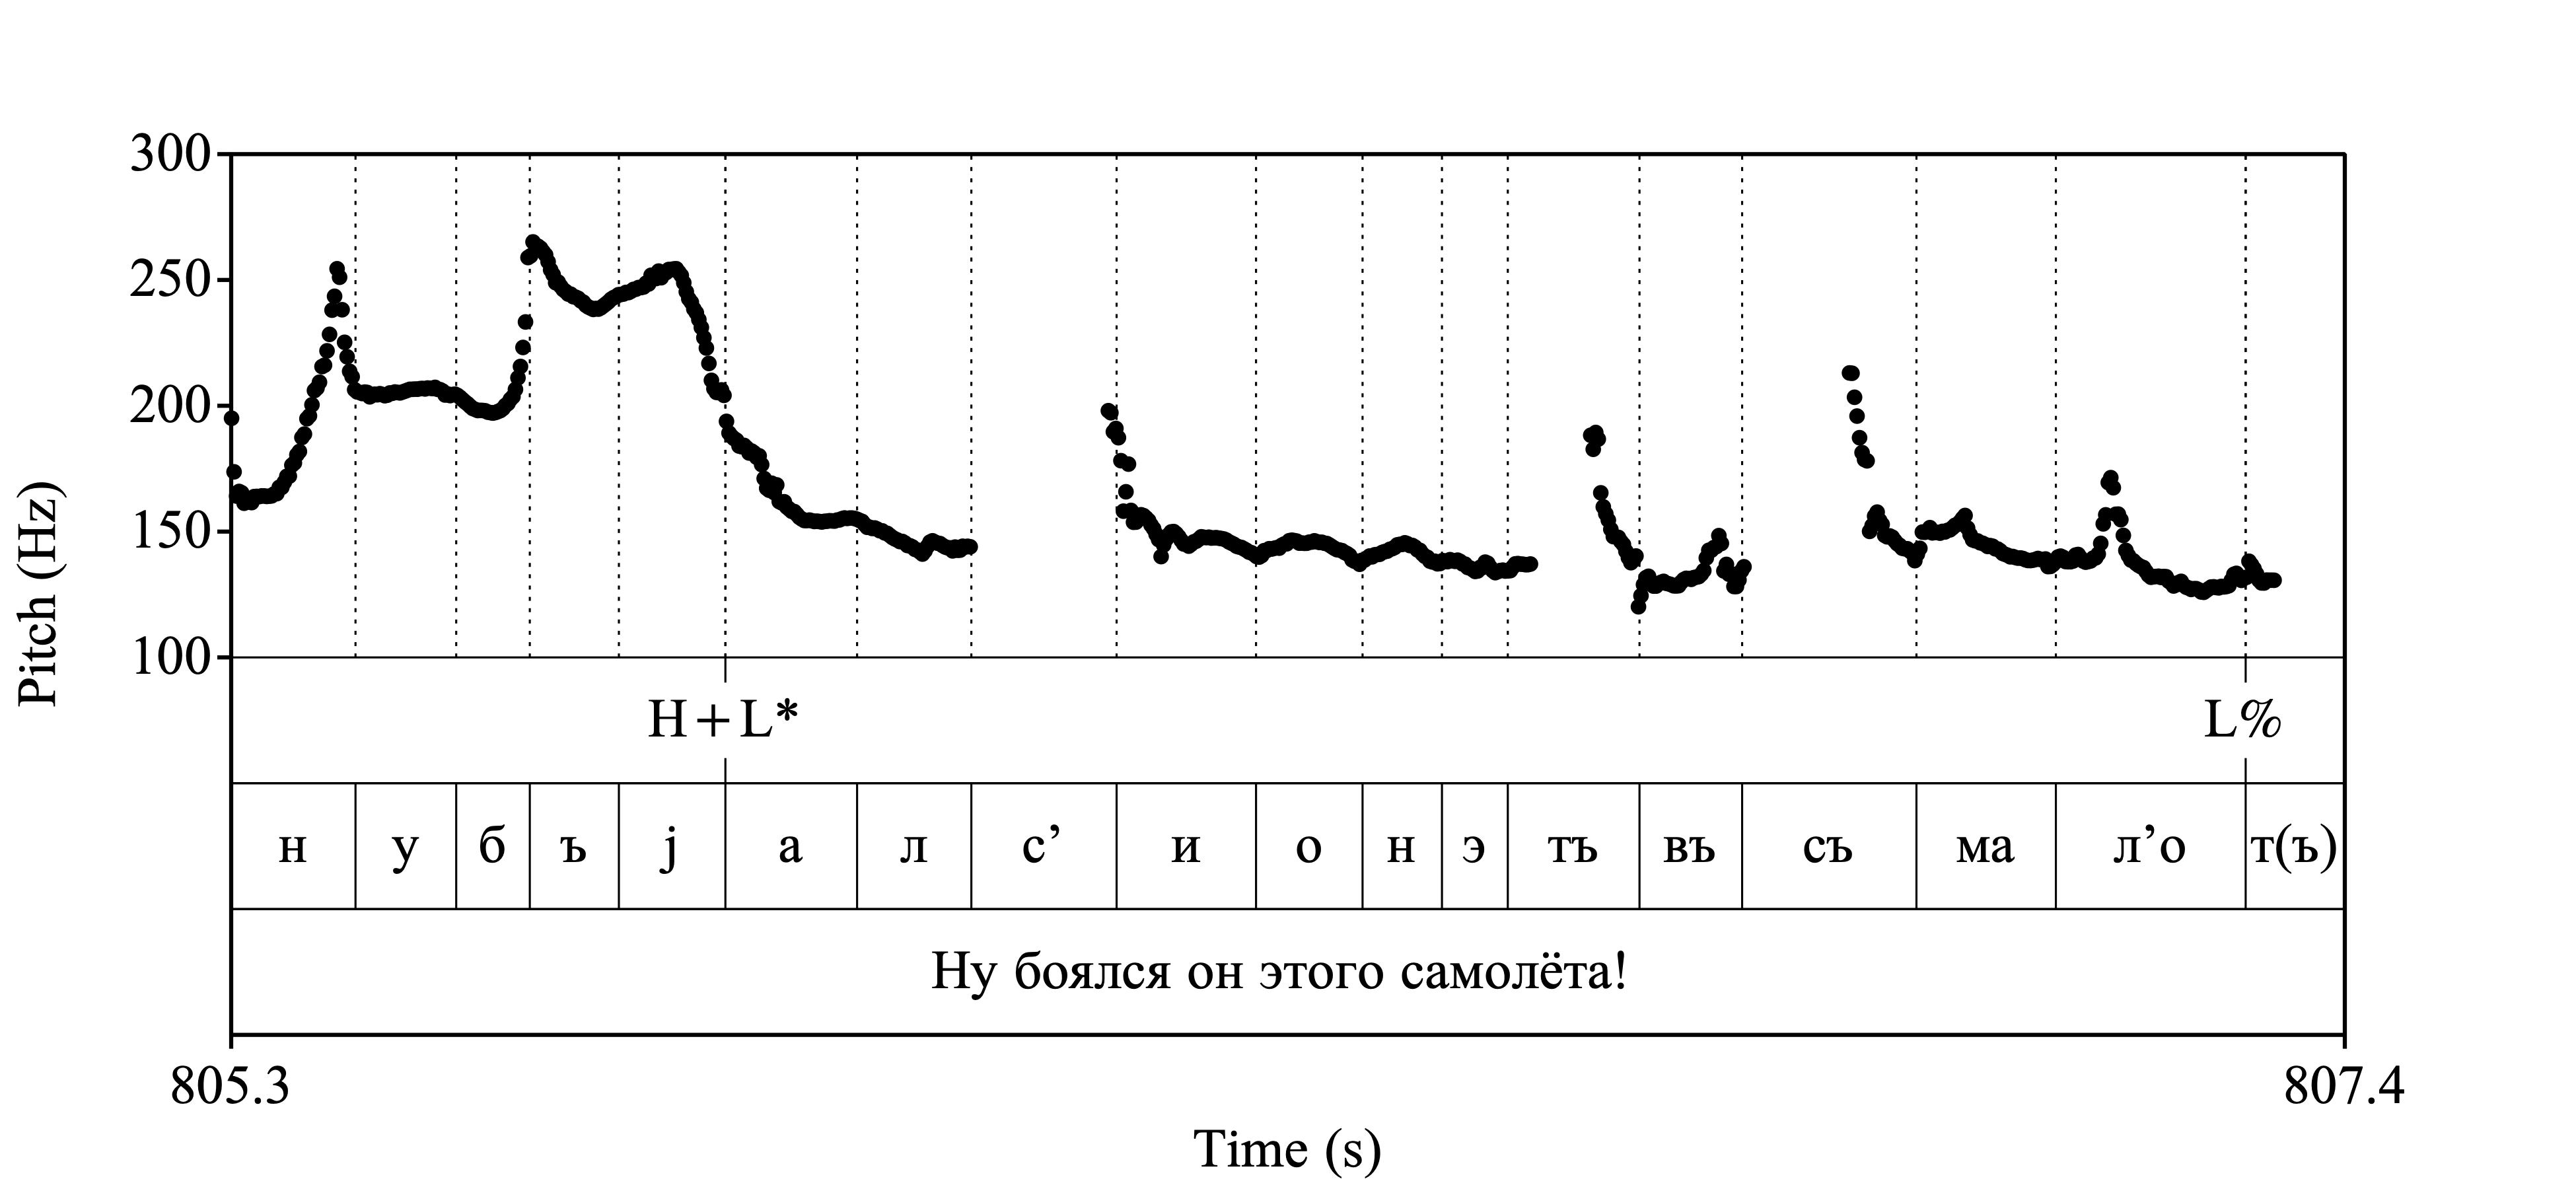 300
250
200
150
100
Pitch (Hz)
H+L* L%
н у б ъ j а л с’ и о н э тъ въ съ ма л’о т(ъ)
Ну боялся он этого самолёта!
805.3 807.4
Time (s)